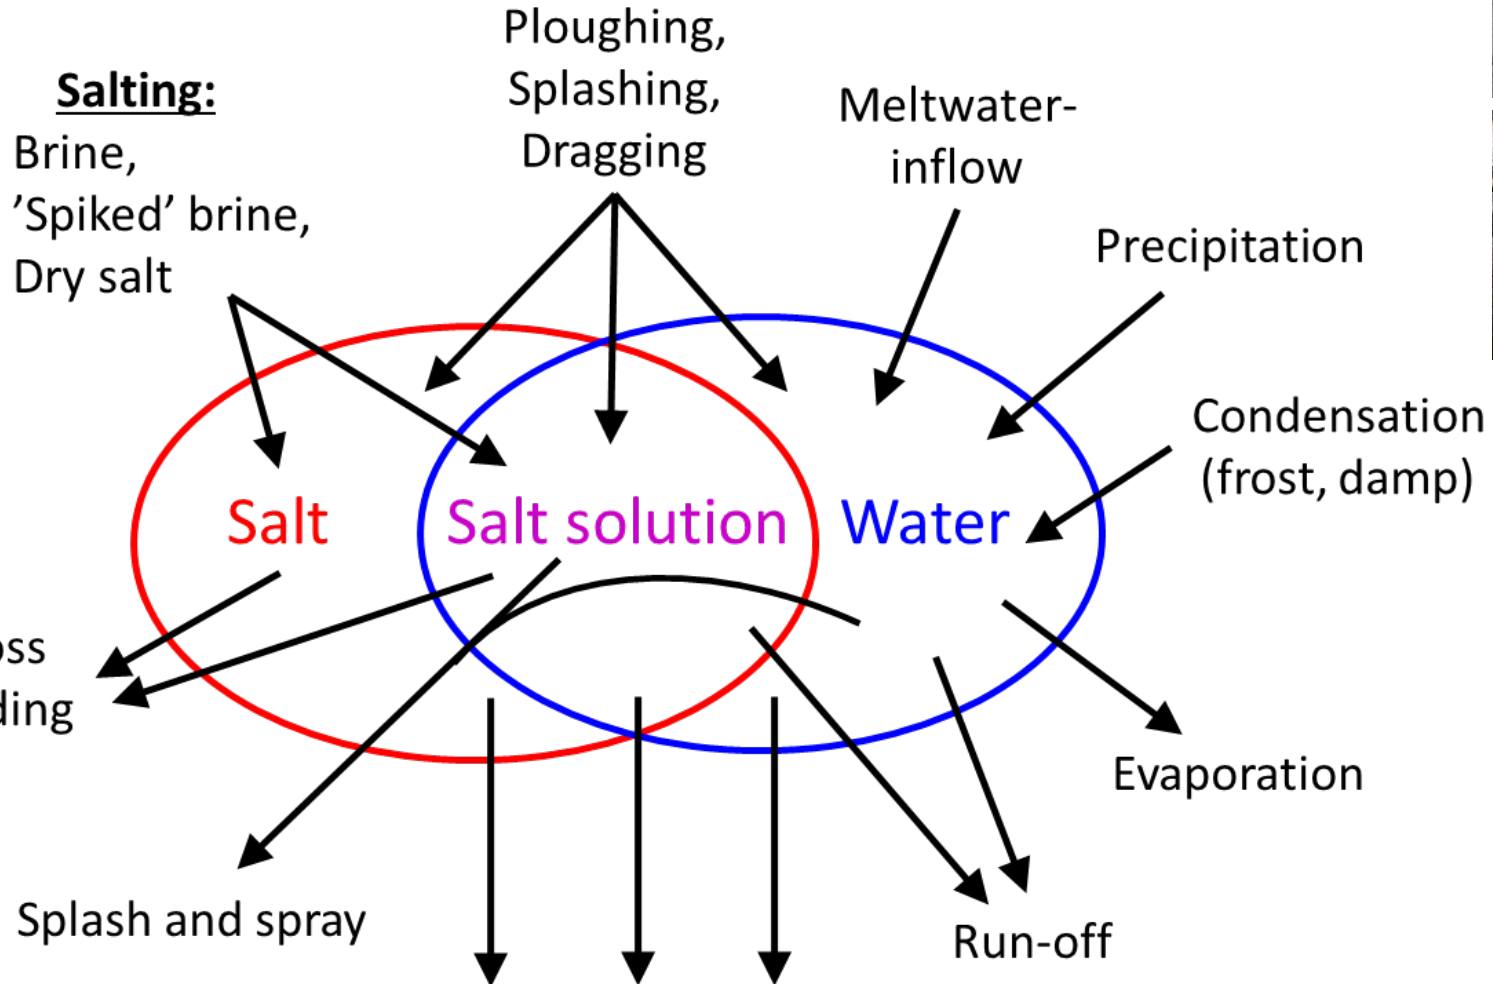 Ploughing,
Splashing,
Dragging
Salting:
Brine,
’Spiked’ brine,
Dry salt
Meltwater-
inflow
Precipitation
Condensation
(frost, damp)
Salt
Salt solution
Water
Evaporation
Splash and spray
Run-off